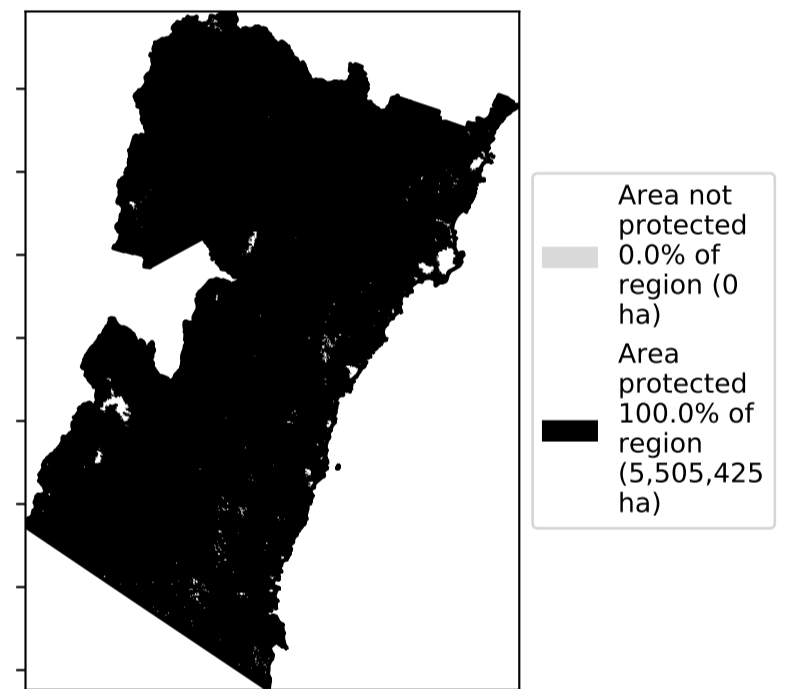 Area not
protected
0.0% of
region (0
ha)
Area
protected
100.0% of
region
(5,505,425
ha)